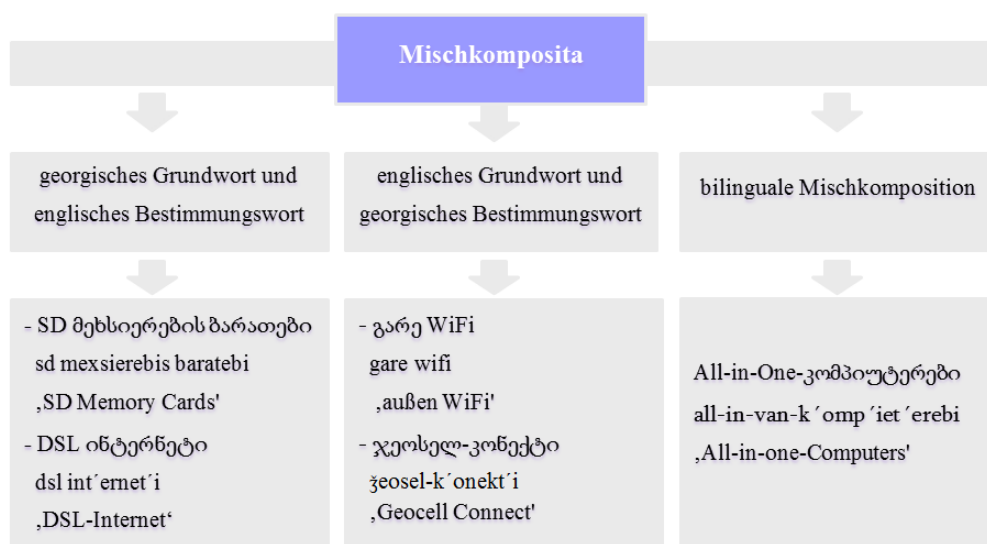 Mischkomposita
georgisches Grundwort und
englisches Bestimmungswort
englisches Grundwort und
georgisches Bestimmungswort
bilinguale Mischkomposition
- SD მეხსიერების ბარათები
sd mexsierebis baratebi
‚SD Memory Cards'
- DSL ინტერნეტი
dsl int´ernet´i
‚DSL-Internet‘
- გარე WiFi
gare wifi
‚außen WiFi'
- ჯეოსელ-კონექტი
ǯeosel-k´onekt´i
‚Geocell Connect'
All-in-One-კომპიუტერები
all-in-van-k´omp´iet´erebi
‚All-in-one-Computers'